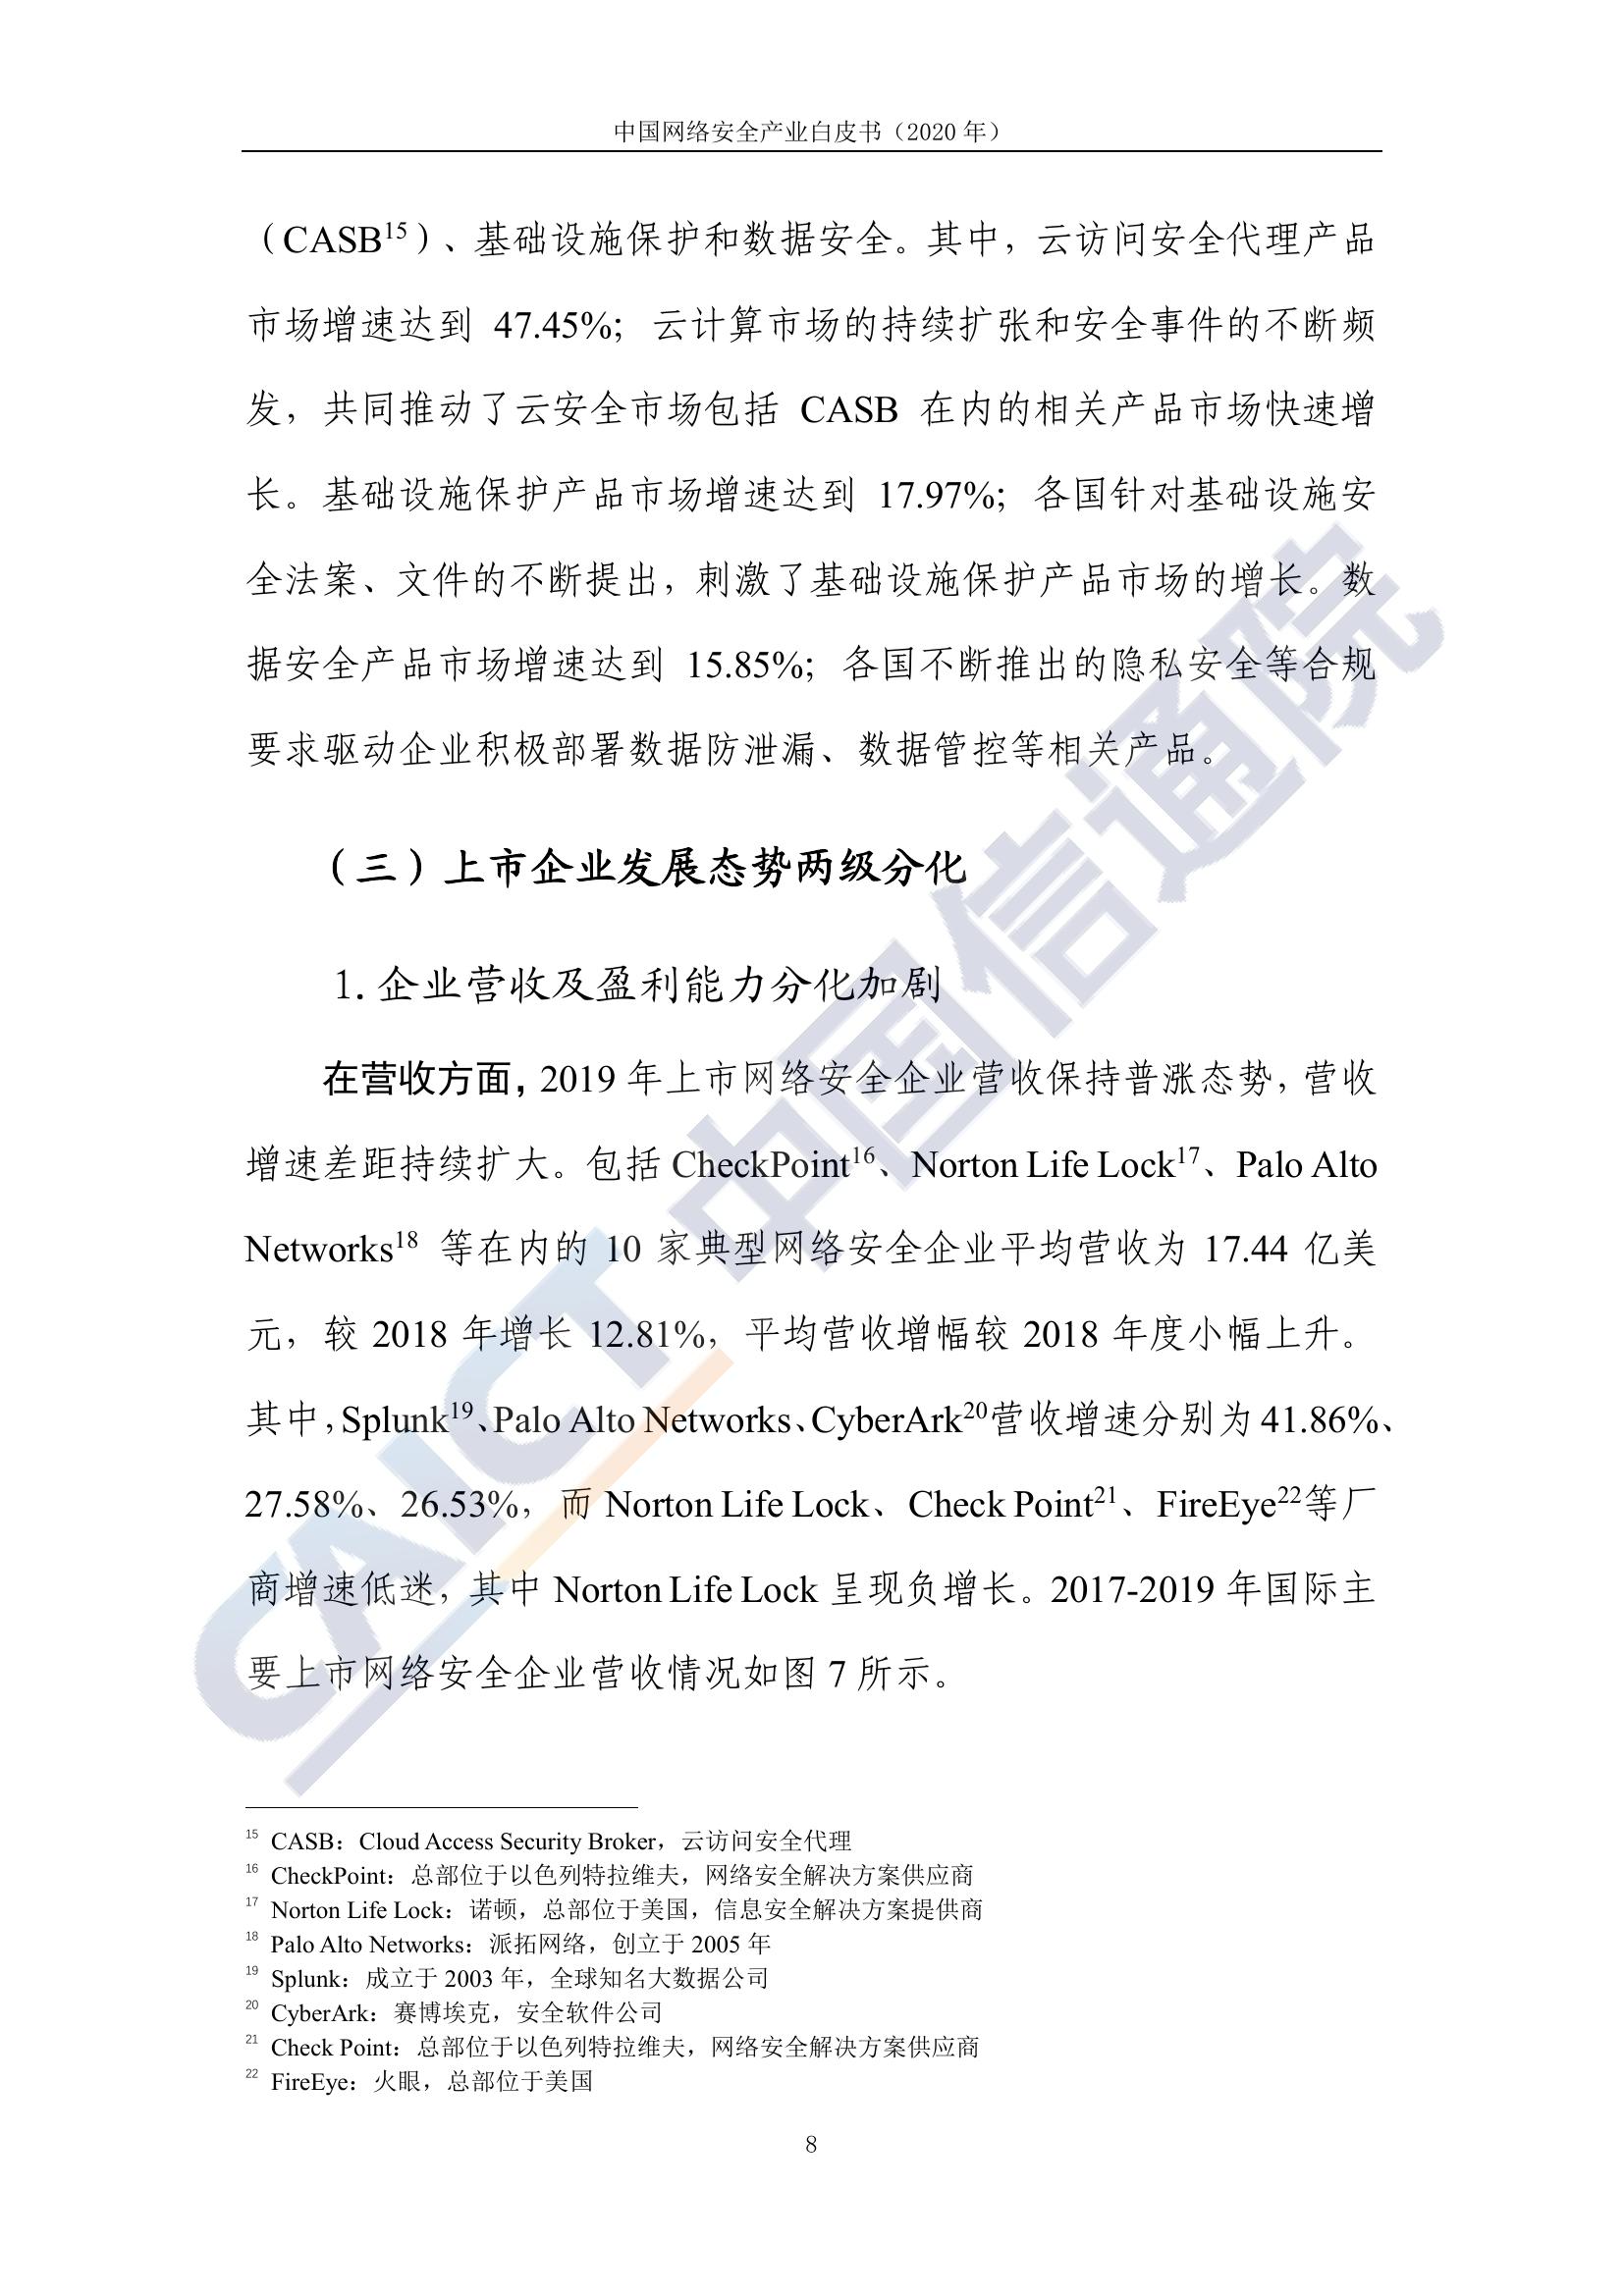 中国网络安全产业白皮书（2020 年）
（CASB15）、基础设施保护和数据安全。其中，云访问安全代理产品
市场增速达到 47.45%；云计算市场的持续扩张和安全事件的不断频
发，共同推动了云安全市场包括 CASB 在内的相关产品市场快速增
长。基础设施保护产品市场增速达到 17.97%；各国针对基础设施安
全法案、文件的不断提出，刺激了基础设施保护产品市场的增长。数
据安全产品市场增速达到 15.85%；各国不断推出的隐私安全等合规
要求驱动企业积极部署数据防泄漏、数据管控等相关产品。
（三）上市企业发展态势两级分化
1.企业营收及盈利能力分化加剧
在营收方面，2019 年上市网络安全企业营收保持普涨态势，营收
增速差距持续扩大。包括 CheckPoint16、Norton Life Lock17、Palo Alto
Networks18 等在内的 10 家典型网络安全企业平均营收为 17.44 亿美
元，较 2018 年增长 12.81%，平均营收增幅较 2018 年度小幅上升。
其中，Splunk19、Palo Alto Networks、CyberArk20营收增速分别为 41.86%、
27.58%、26.53%，而 Norton Life Lock、Check Point21、FireEye22等厂
商增速低迷，其中 Norton Life Lock 呈现负增长。2017-2019 年国际主
要上市网络安全企业营收情况如图 7 所示。
15 CASB：Cloud Access Security Broker，云访问安全代理
16 CheckPoint：总部位于以色列特拉维夫，网络安全解决方案供应商
17 Norton Life Lock：诺顿，总部位于美国，信息安全解决方案提供商
18 Palo Alto Networks：派拓网络，创立于 2005 年
19 Splunk：成立于 2003 年，全球知名大数据公司
20 CyberArk：赛博埃克，安全软件公司
21 Check Point：总部位于以色列特拉维夫，网络安全解决方案供应商
22 FireEye：火眼，总部位于美国
8
CAICT 中国信通院